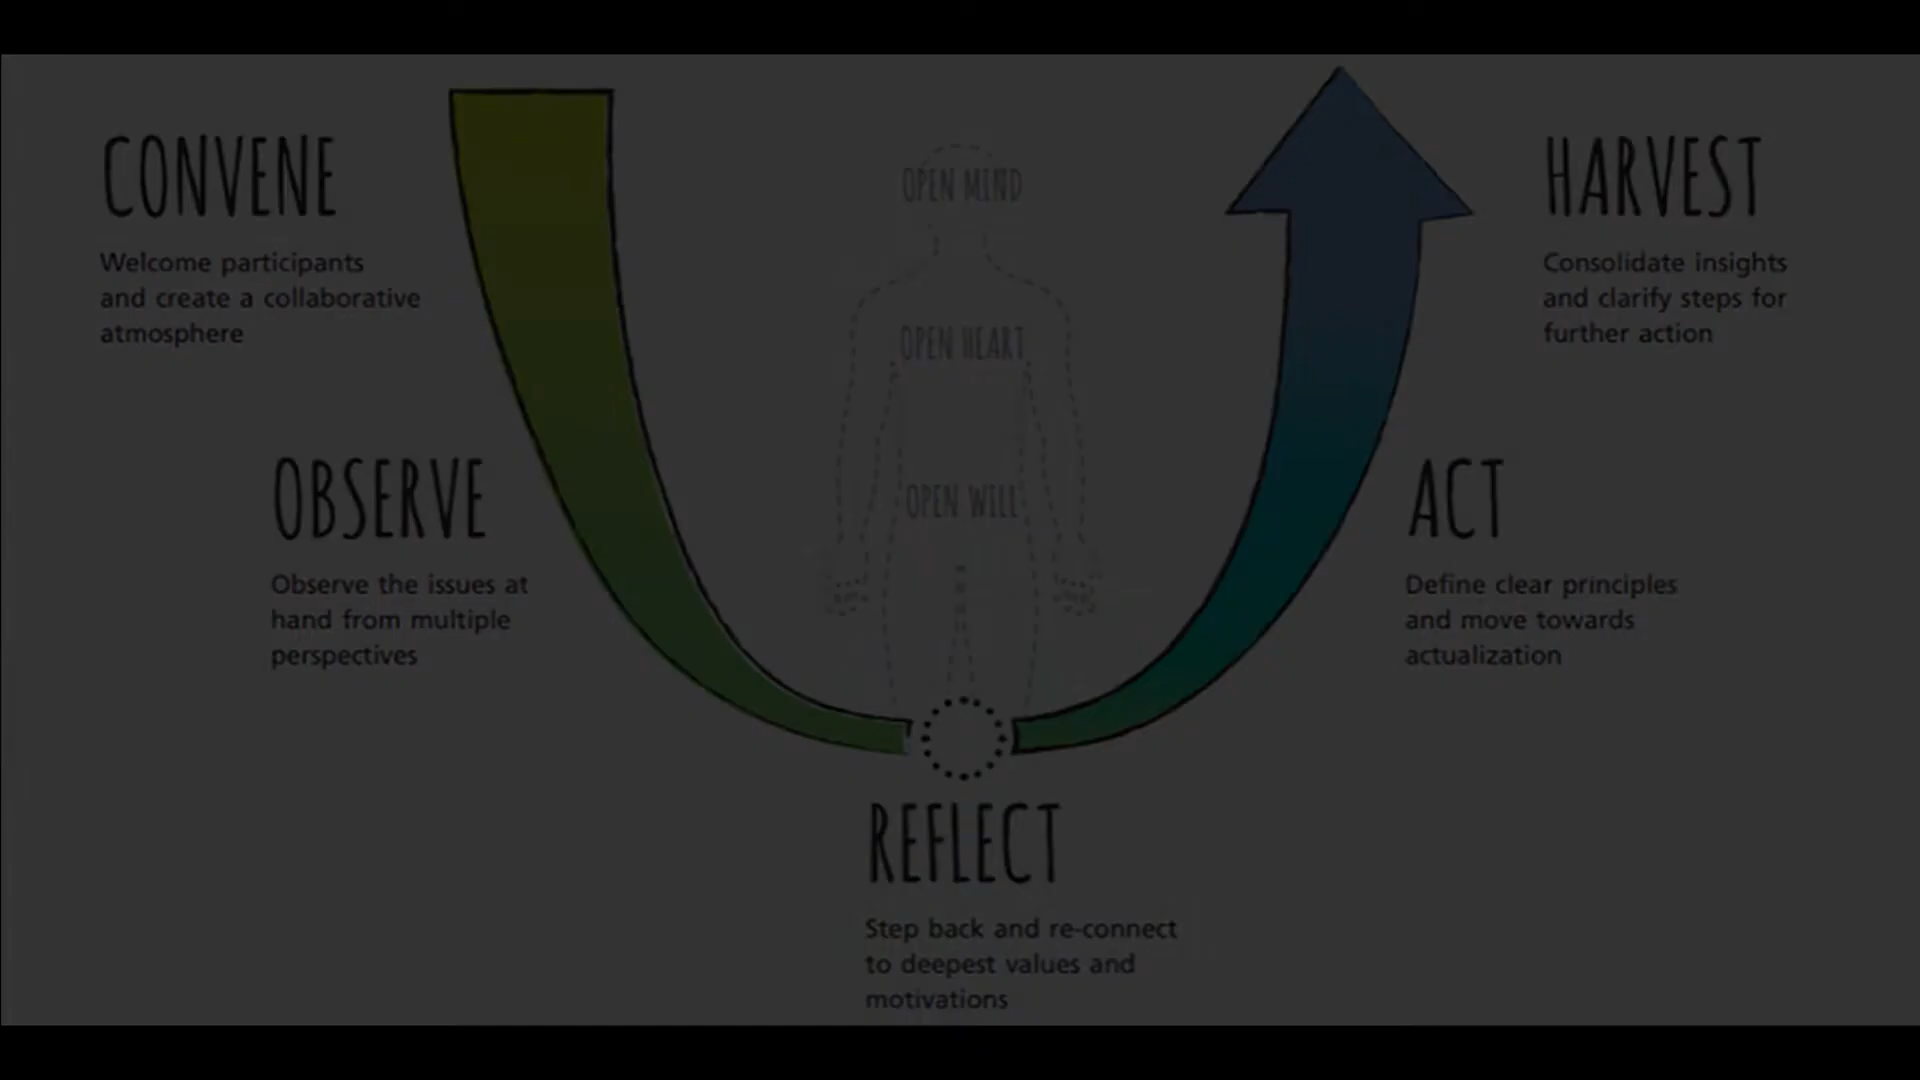 CONVENE
Welcome participants
and create a collaborative
atmosphere
OBSERVE
Observe the issues at
hand from multiple
perspectives
REFLECT
Step back and re-connect
to deepest values and
motivations
ACT
Define clear principles
and move towards
actualization
HARVEST
Consolidate insights
and clarify steps for
further action
OPEN MIND
OPEN HEART
OPEN WILL